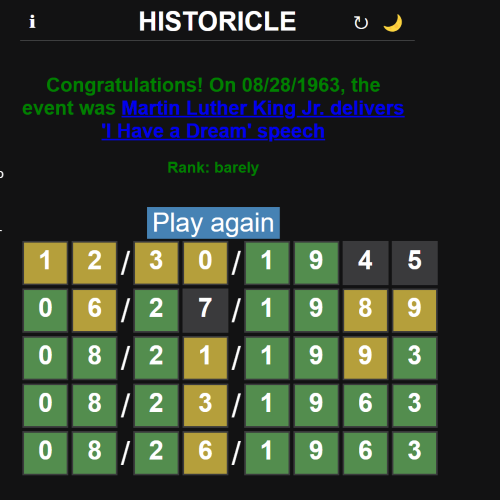 i HISTORICLE ↻ 🌙
Congratulations! On 08/28/1963, the
event was Martin Luther King Jr. delivers
'I Have a Dream' speech
Rank: barely
Play again
12/30/1945
06/27/1989
08/21/1993
08/23/1963
08/26/1963